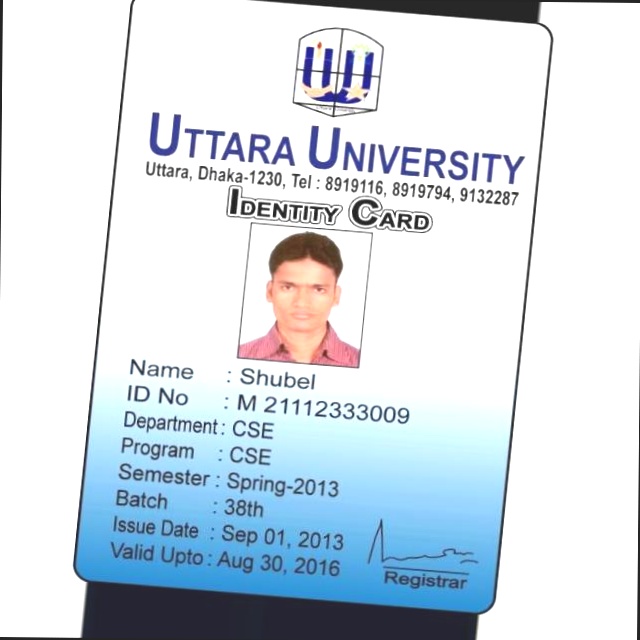 UTTARA UNIVERSITY
Uttara, Dhaka-1230, Tel : 8919116, 8919794, 9132287
IDENTITY CARD
Name : Shubel
ID No : M 21112333009
Department : CSE
Program : CSE
Semester : Spring-2013
Batch : 38th
Issue Date : Sep 01, 2013
Valid Upto : Aug 30, 2016
Registrar